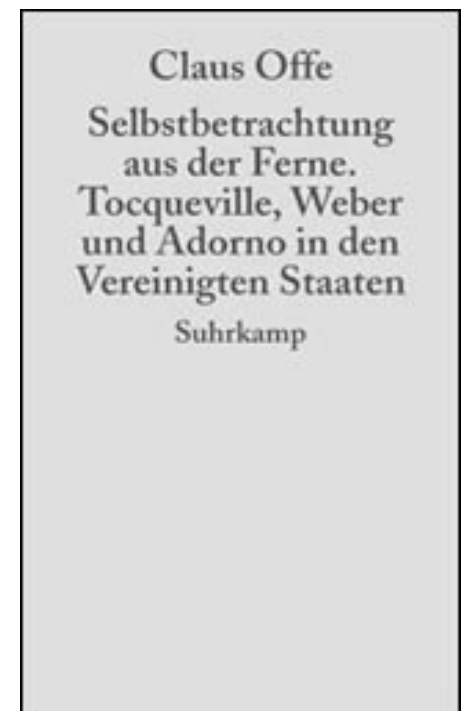 Claus Offe
Selbstbetrachtung
aus der Ferne.
Tocqueville, Weber
und Adorno in den
Vereinigten Staaten
Suhrkamp